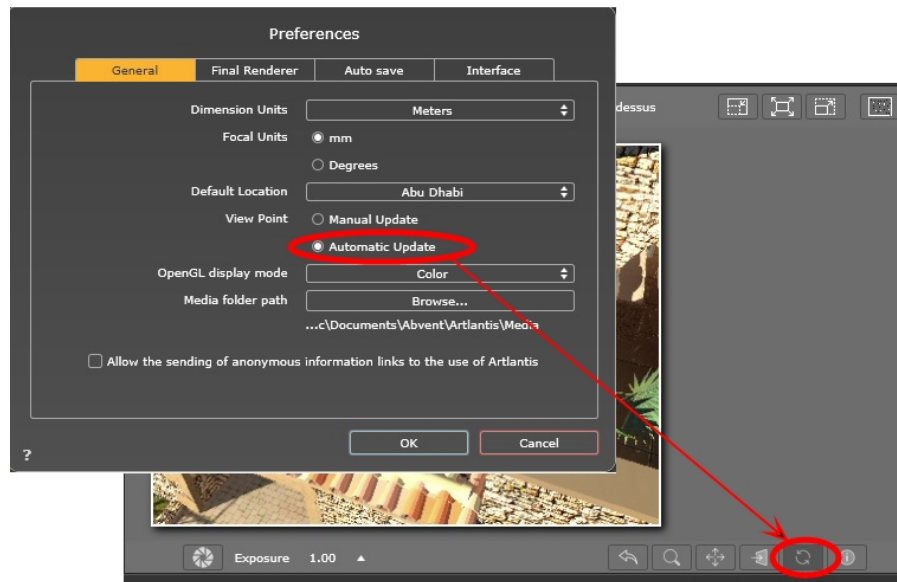 Preferences
General Final Renderer Auto save Interface
Dimension Units Meters
Focal Units mm
Degrees
Default Location Abu Dhabi
View Point Manual Update
Automatic Update
OpenGL display mode Color
Media folder path Browse...
...c\Documents\Abvent\Artlantis\Media
Allow the sending of anonymous information links to the use of Artlantis
OK Cancel
?
dessus
Exposure 1.00